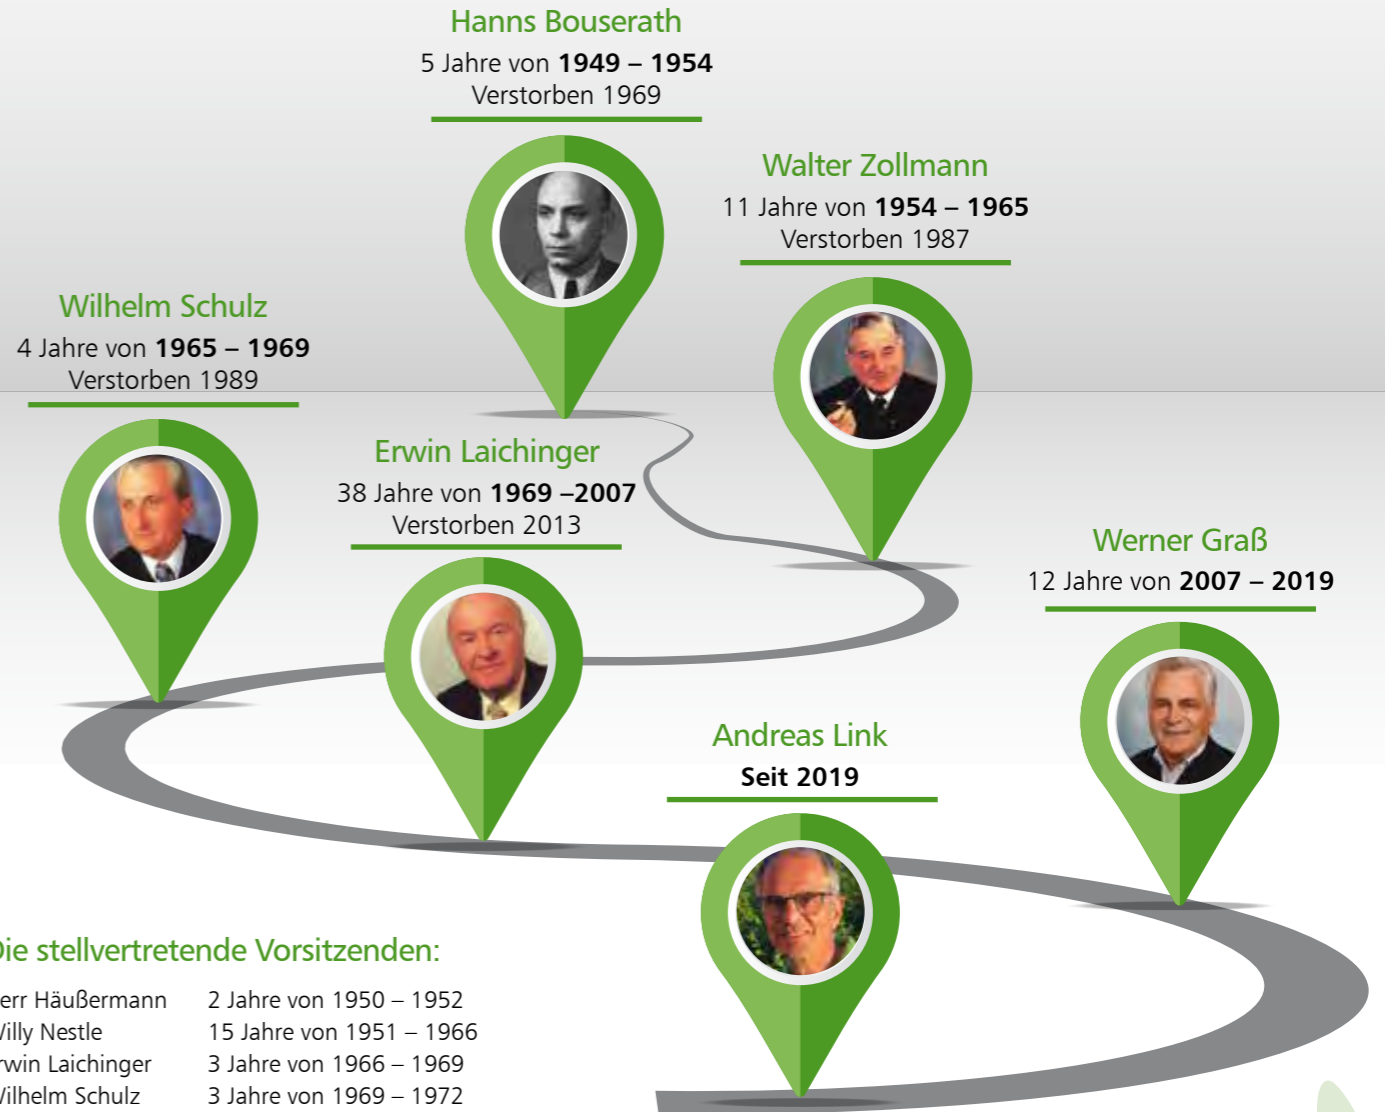 Hanns Bouserath
5 Jahre von 1949 – 1954
Verstorben 1969
Walter Zollmann
11 Jahre von 1954 – 1965
Verstorben 1987
Wilhelm Schulz
4 Jahre von 1965 – 1969
Verstorben 1989
Erwin Laichinger
38 Jahre von 1969 –2007
Verstorben 2013
Werner Graß
12 Jahre von 2007 – 2019
Andreas Link
Seit 2019
Die stellvertretende Vorsitzenden:
err Häußermann 2 Jahre von 1950 – 1952
Willy Nestle 15 Jahre von 1951 – 1966
rwin Laichinger 3 Jahre von 1966 – 1969
Wilhelm Schulz 3 Jahre von 1969 – 1972